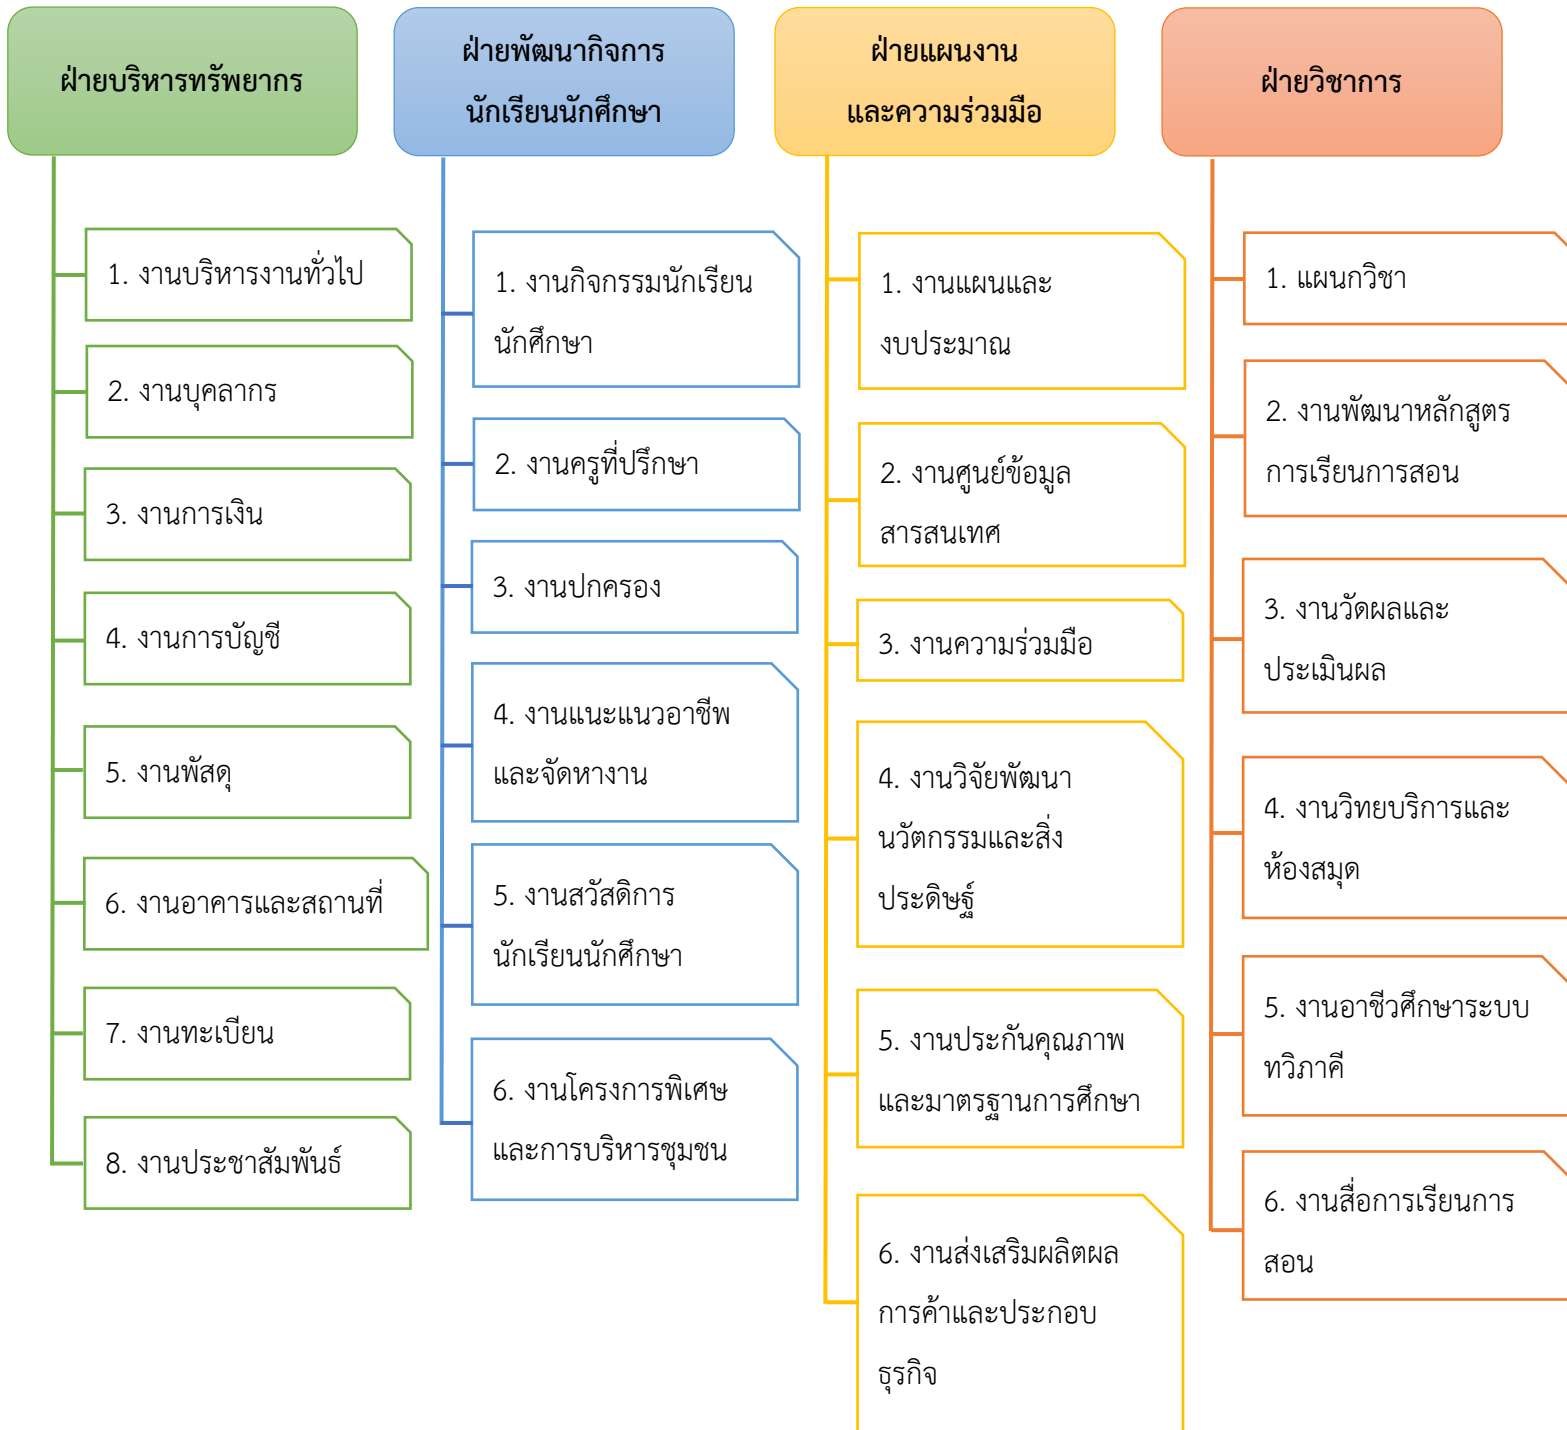 ฝ่ายบริหารทรัพยากร
1. งานบริหารงานทั่วไป
2. งานบุคลากร
3. งานการเงิน
4. งานการบัญชี
5. งานพัสดุ
6. งานอาคารและสถานที่
7. งานทะเบียน
8. งานประชาสัมพันธ์
ฝ่ายพัฒนากิจการ
นักเรียนนักศึกษา
1. งานกิจกรรมนักเรียน
นักศึกษา
2. งานครูที่ปรึกษา
3. งานปกครอง
4. งานแนะแนวอาชีพ
และจัดหางาน
5. งานสวัสดิการ
นักเรียนนักศึกษา
6. งานโครงการพิเศษ
และการบริหารชุมชน
ฝ่ายแผนงาน
และความร่วมมือ
1. งานแผนและ
งบประมาณ
2. งานศูนย์ข้อมูล
สารสนเทศ
3. งานความร่วมมือ
4. งานวิจัยพัฒนา
นวัตกรรมและสิ่ง
ประดิษฐ์
5. งานประกันคุณภาพ
และมาตรฐานการศึกษา
6. งานส่งเสริมผลิตผล
การค้าและประกอบ
ธุรกิจ
ฝ่ายวิชาการ
1. แผนกวิชา
2. งานพัฒนาหลักสูตร
การเรียนการสอน
3. งานวัดผลและ
ประเมินผล
4. งานวิทยบริการและ
ห้องสมุด
5. งานอาชีวศึกษาระบบ
ทวิภาคี
6. งานสื่อการเรียนการ
สอน